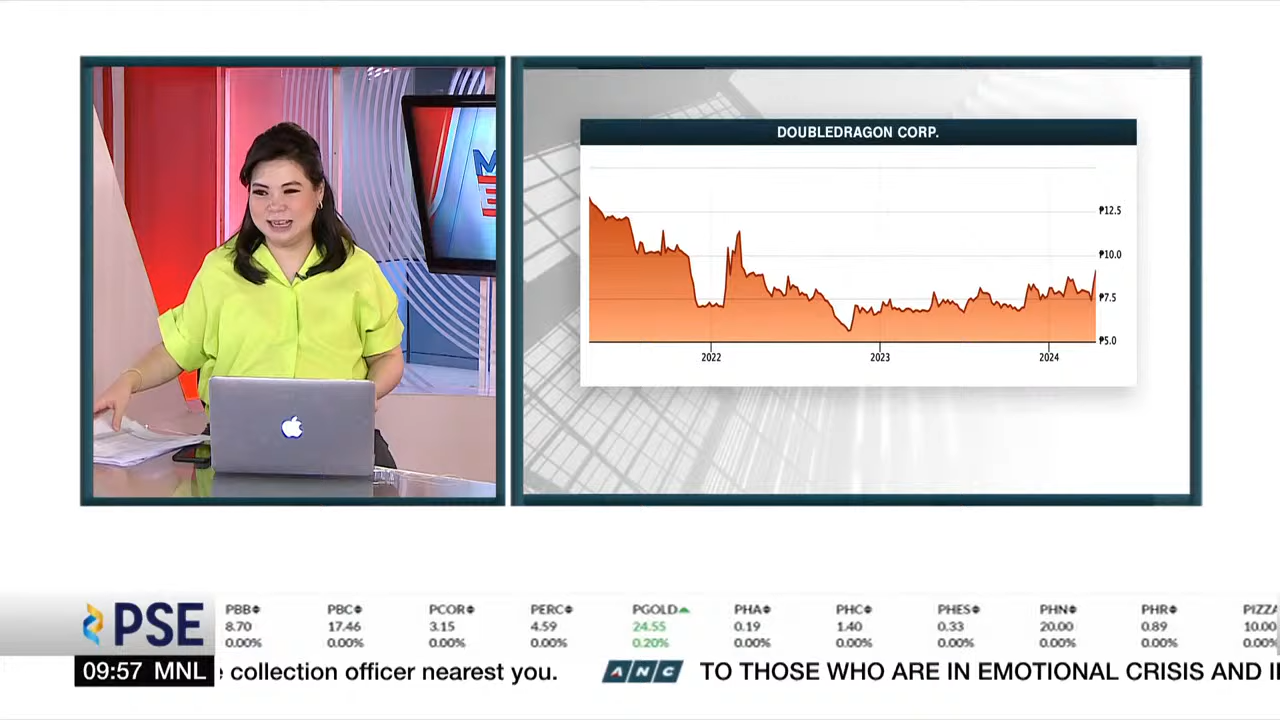 DOUBLEDRAGON CORP.
₱12.5
₱10.0
₱7.5
₱5.0
2022 2023 2024
PSE
PBB PBC PCOR PERC PGOLD PHA PHC PHES PHN PHR PIZZA
8.70 17.46 3.15 4.59 24.55 0.19 1.40 0.33 20.00 0.89 10.00
0.00% 0.00% 0.00% 0.00% 0.20% 0.00% 0.00% 0.00% 0.00% 0.00% 0.00%
09:57 MNL collection officer nearest you. ANC TO THOSE WHO ARE IN EMOTIONAL CRISIS AND